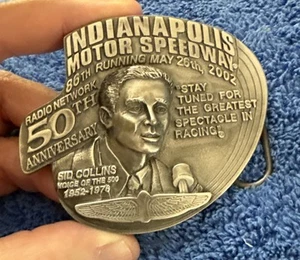 INDIANAPOLIS
MOTOR SPEEDWAY
86TH RUNNING MAY 26TH, 2002
RADIO NETWORK
50TH
ANNIVERSARY
"STAY
TUNED FOR
THE GREATEST
SPECTACLE IN
RACING"
SID COLLINS
VOICE OF THE 500
1952-1976